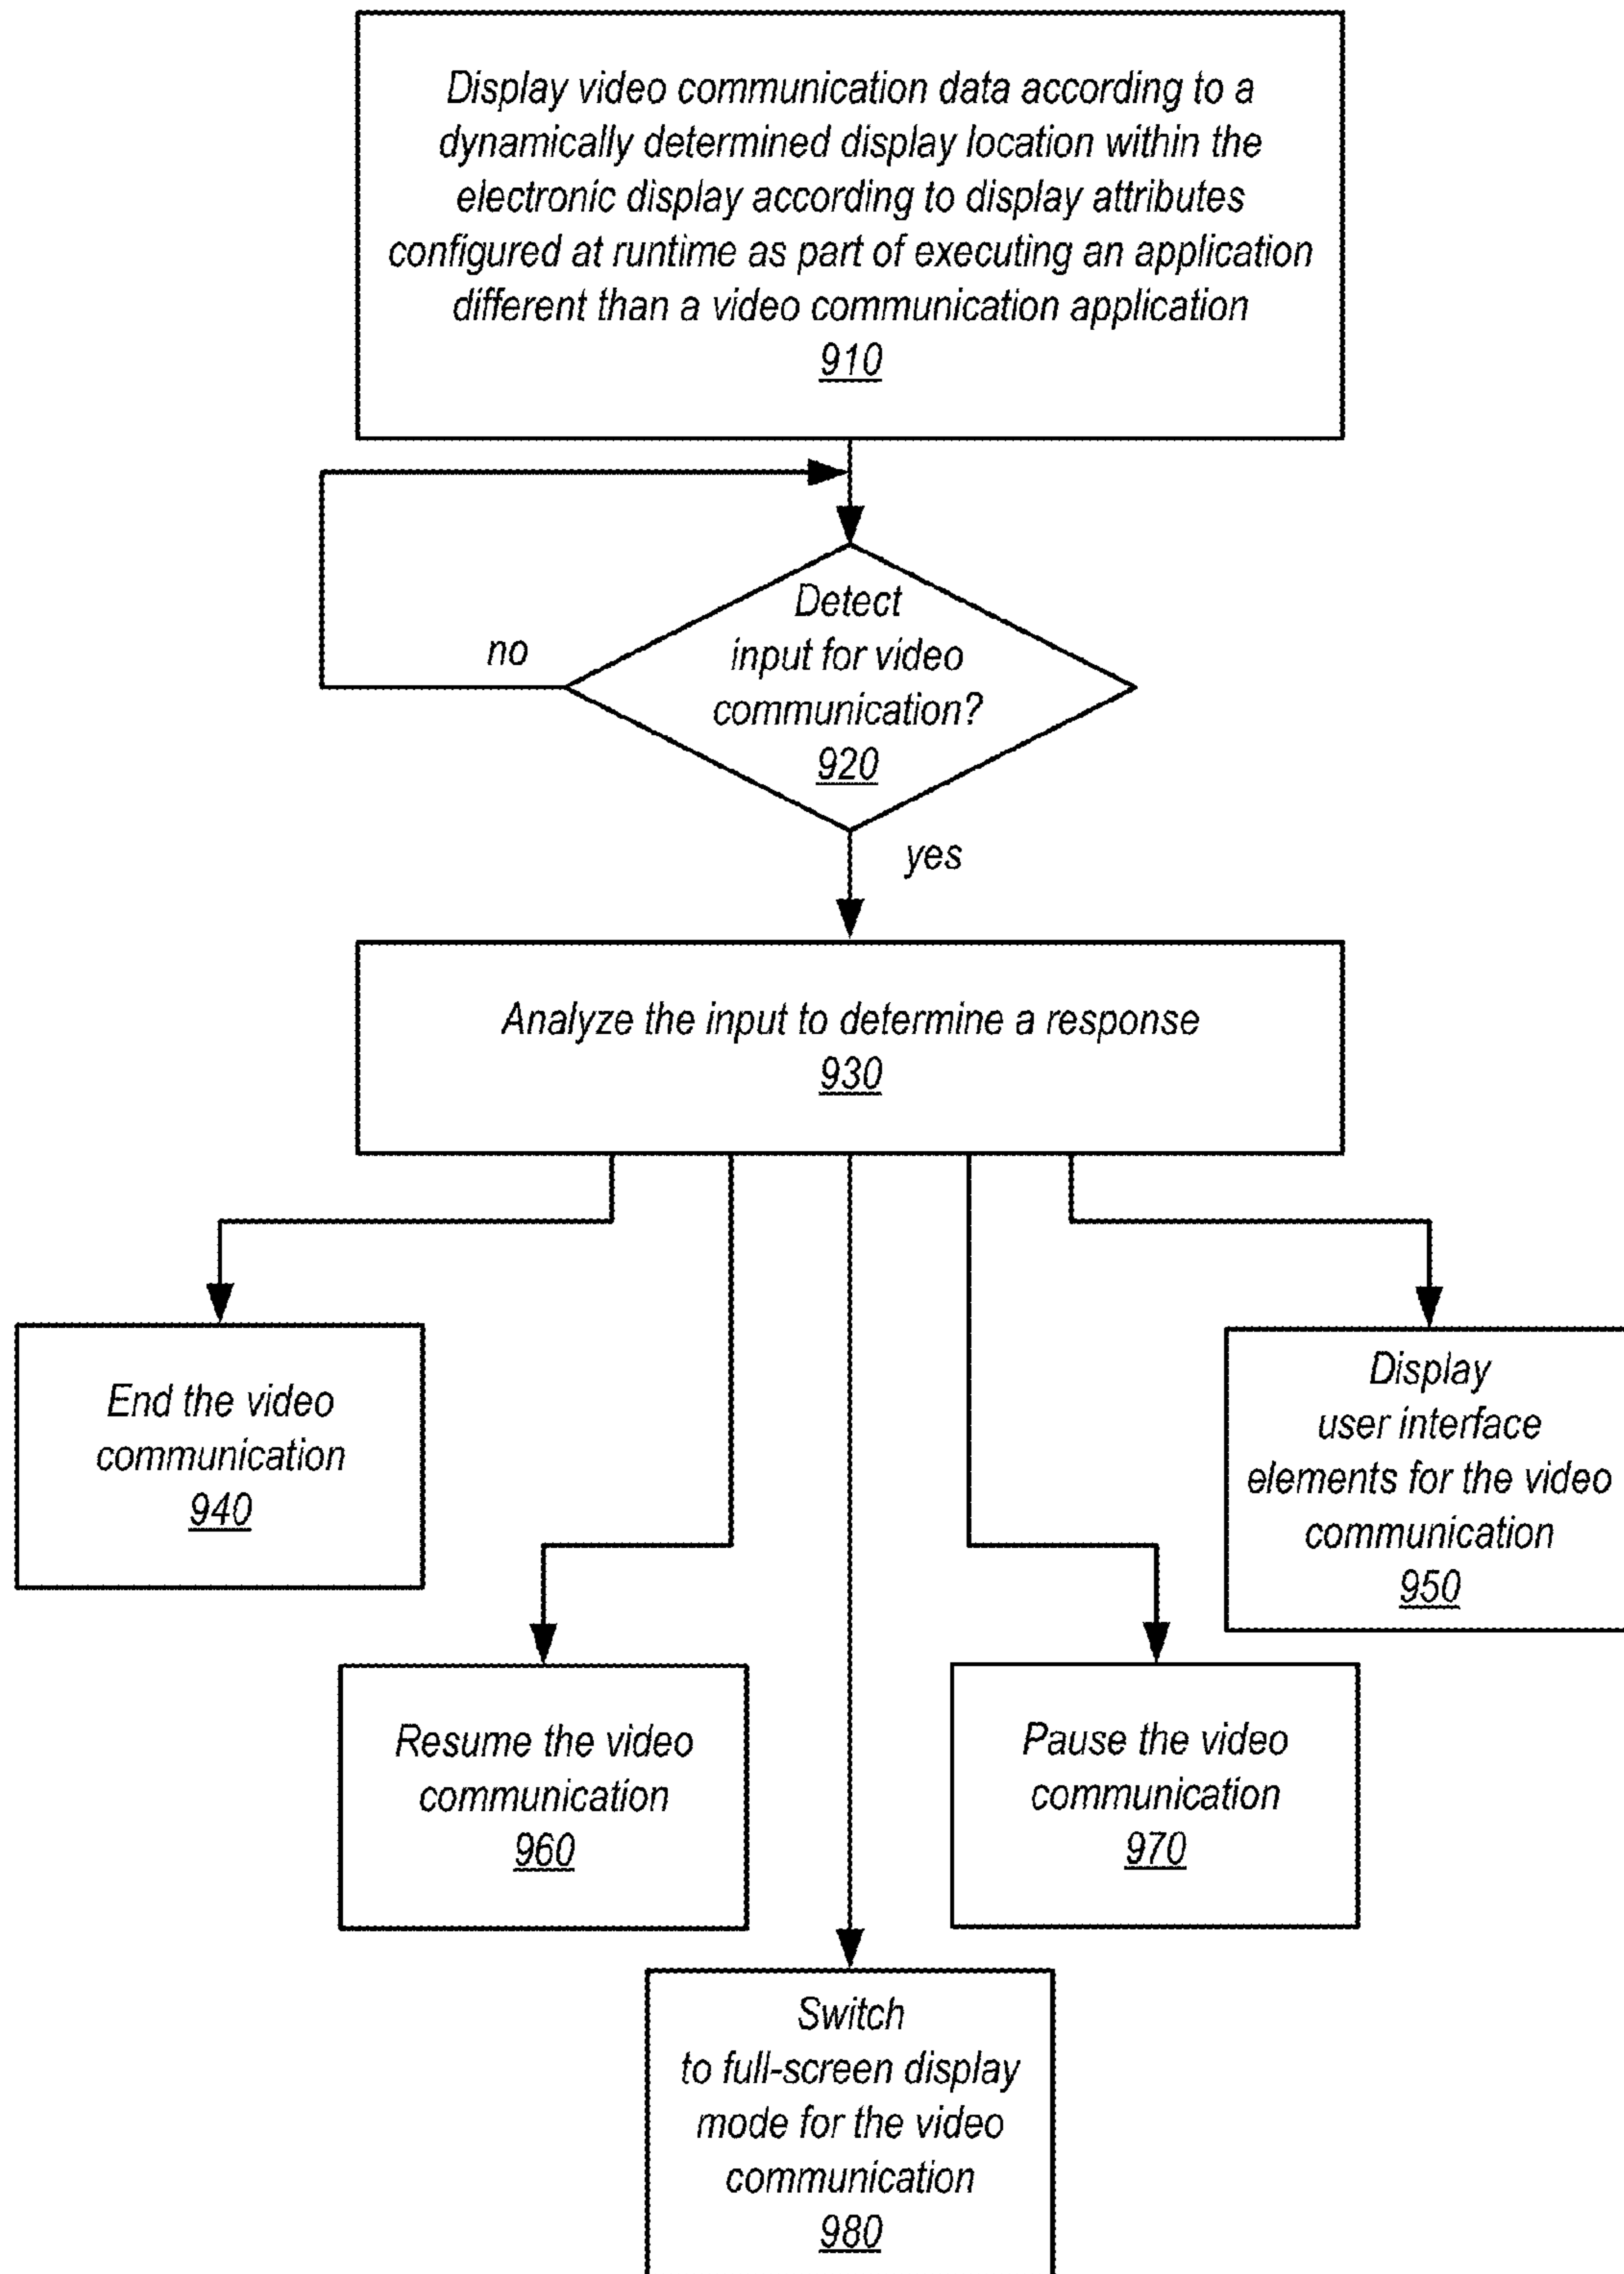 Display video communication data according to a
dynamically determined display location within the
electronic display according to display attributes
configured at runtime as part of executing an application
different than a video communication application
910
Detect
input for video
communication?
920
no
yes
Analyze the input to determine a response
930
End the video
communication
940
Display
user interface
elements for the video
communication
950
Resume the video
communication
960
Pause the video
communication
970
Switch
to full-screen display
mode for the video
communication
980